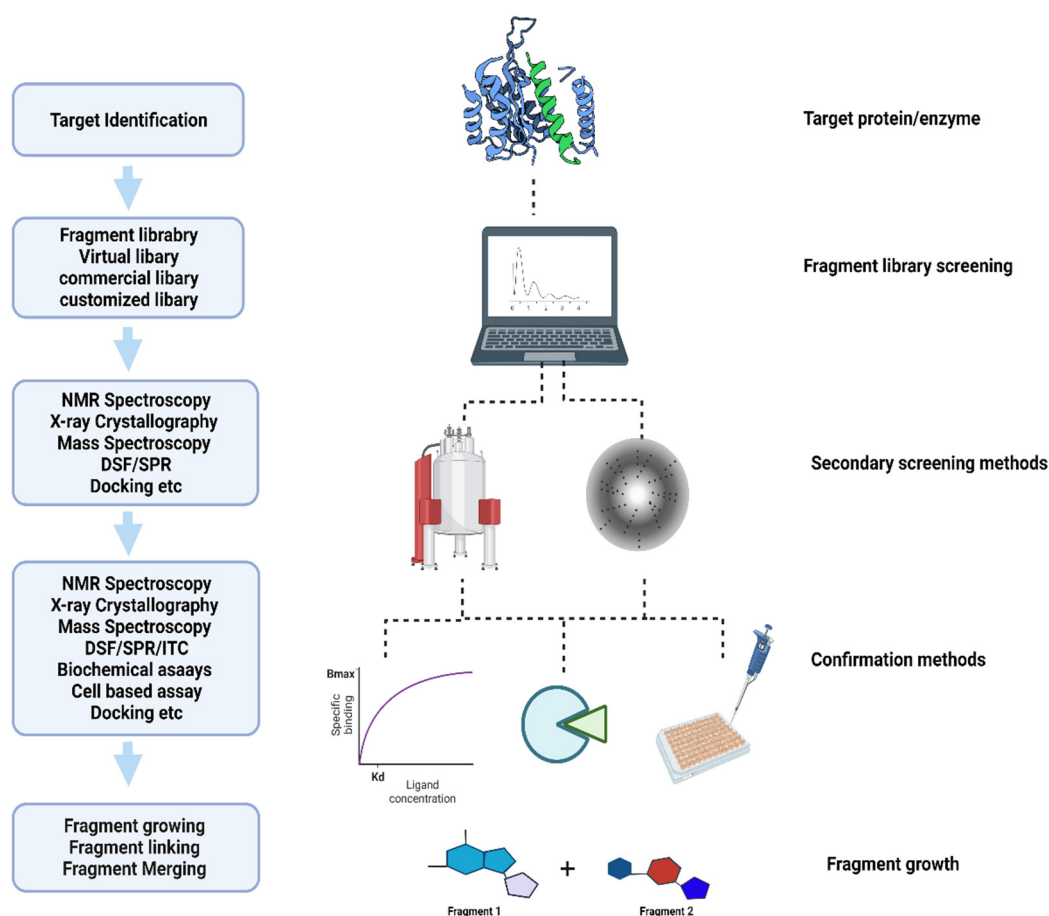 Target Identification
Target protein/enzyme
Fragment librabry
Virtual libary
commercial libary
customized libary
Fragment library screening
NMR Spectroscopy
X-ray Crystallography
Mass Spectroscopy
DSF/SPR
Docking etc
Secondary screening methods
NMR Spectroscopy
X-ray Crystallography
Mass Spectroscopy
DSF/SPR/ITC
Biochemical asaays
Cell based assay
Docking etc
Bmax
Specific
binding
Kd
Ligand
concentration
Confirmation methods
Fragment growing
Fragment linking
Fragment Merging
+
Fragment 1
Fragment 2
Fragment growth